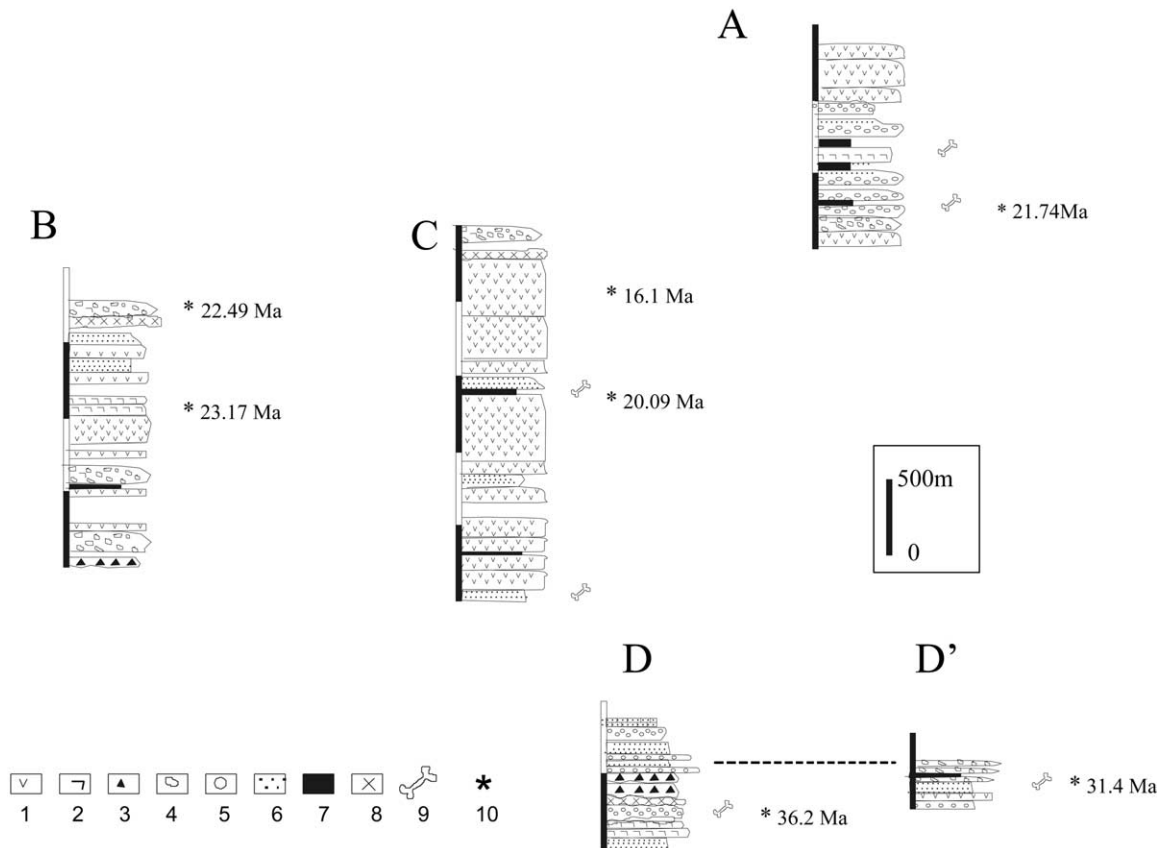 A
* 21.74Ma
B
* 22.49 Ma
* 23.17 Ma
C
* 16.1 Ma
* 20.09 Ma
500m
0
D
D’
* 36.2 Ma
* 31.4 Ma
1 2 3 4 5 6 7 8 9 10